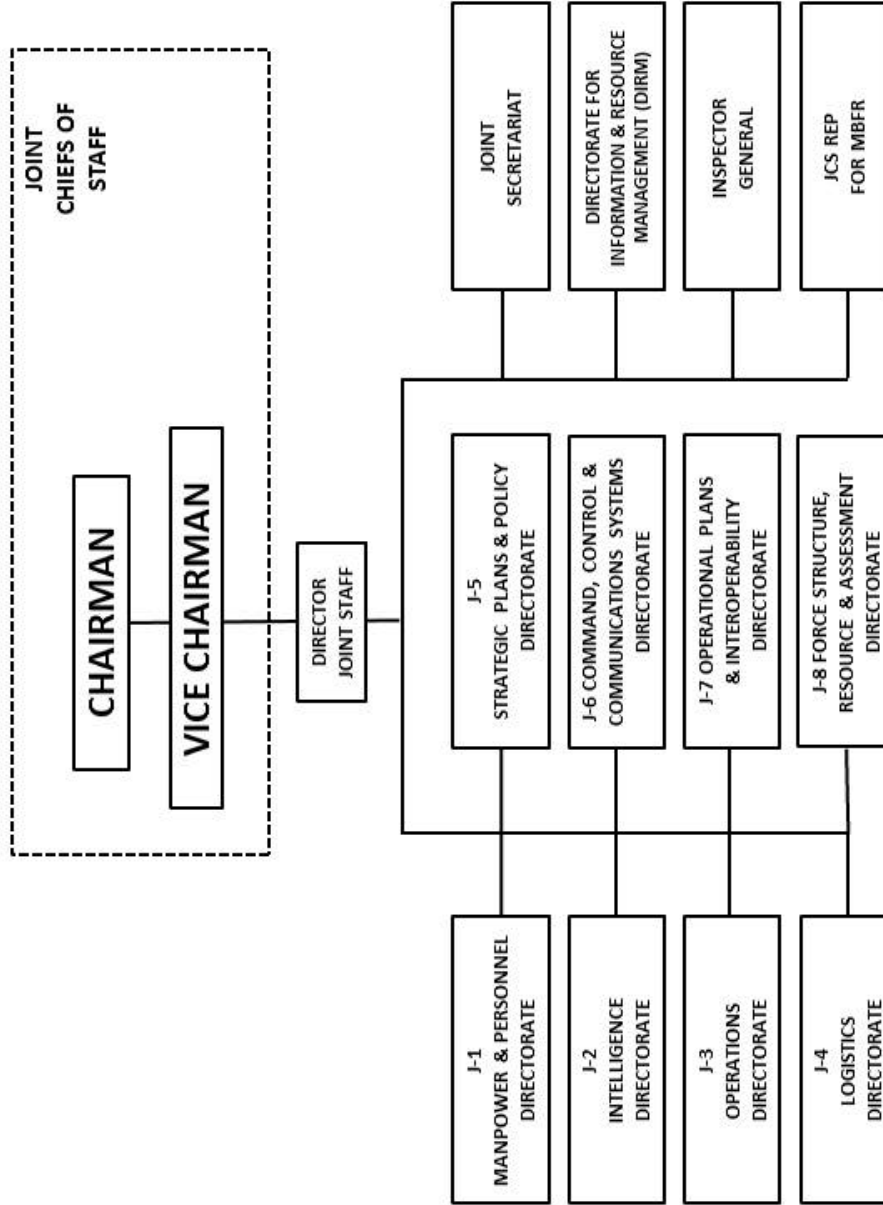 JOINT
CHIEFS OF
STAFF
CHAIRMAN
VICE CHAIRMAN
DIRECTOR
JOINT STAFF
J-1
MANPOWER & PERSONNEL
DIRECTORATE
J-5
STRATEGIC PLANS & POLICY
DIRECTORATE
JOINT
SECRETARIAT
J-2
INTELLIGENCE
DIRECTORATE
J-6 COMMAND, CONTROL &
COMMUNICATIONS SYSTEMS
DIRECTORATE
DIRECTORATE FOR
INFORMATION & RESOURCE
MANAGEMENT (DIRM)
J-3
OPERATIONS
DIRECTORATE
J-7 OPERATIONAL PLANS
& INTEROPERABILITY
DIRECTORATE
INSPECTOR
GENERAL
J-4
LOGISTICS
DIRECTORATE
J-8 FORCE STRUCTURE,
RESOURCE & ASSESSMENT
DIRECTORATE
JCS REP
FOR MBFR